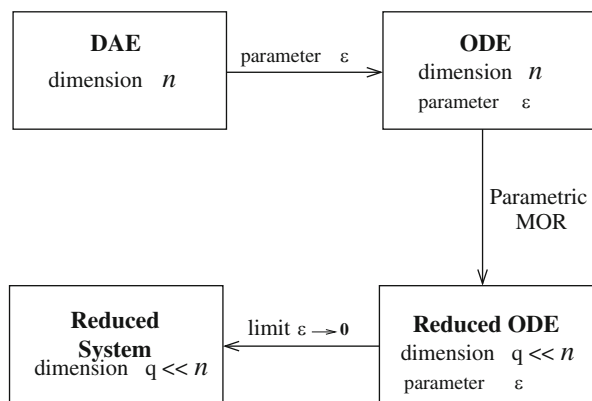 DAE
dimension n
parameter ε
ODE
dimension n
parameter ε
Parametric
MOR
Reduced ODE
dimension q << n
parameter ε
limit ε → 0
Reduced
System
dimension q << n